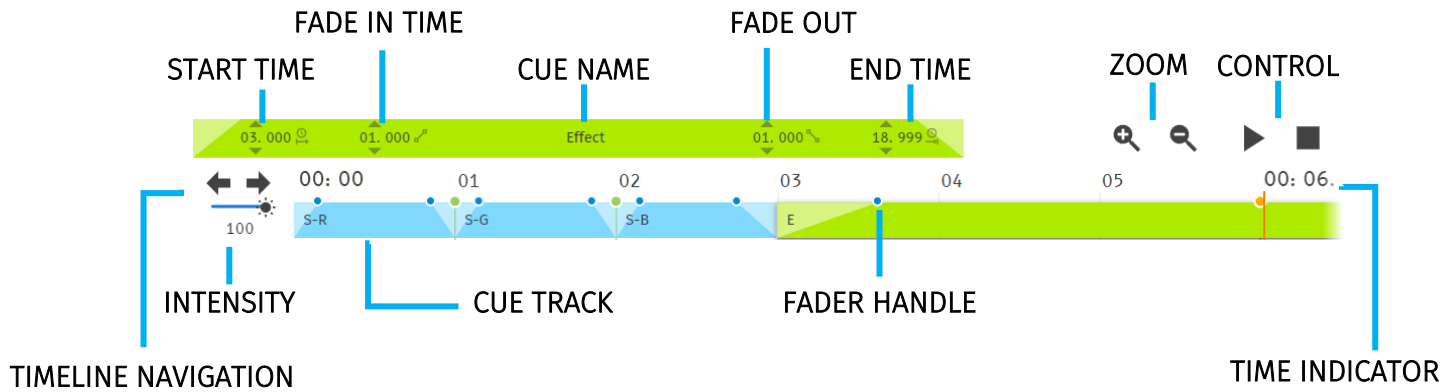 FADE IN TIME
FADE OUT
START TIME
CUE NAME
END TIME
ZOOM
CONTROL
03. 000
01. 000
Effect
01. 000
18. 999
00: 00
01
02
03
04
05
00: 06.
100
S-R
S-G
S-B
E
INTENSITY
CUE TRACK
FADER HANDLE
TIMELINE NAVIGATION
TIME INDICATOR